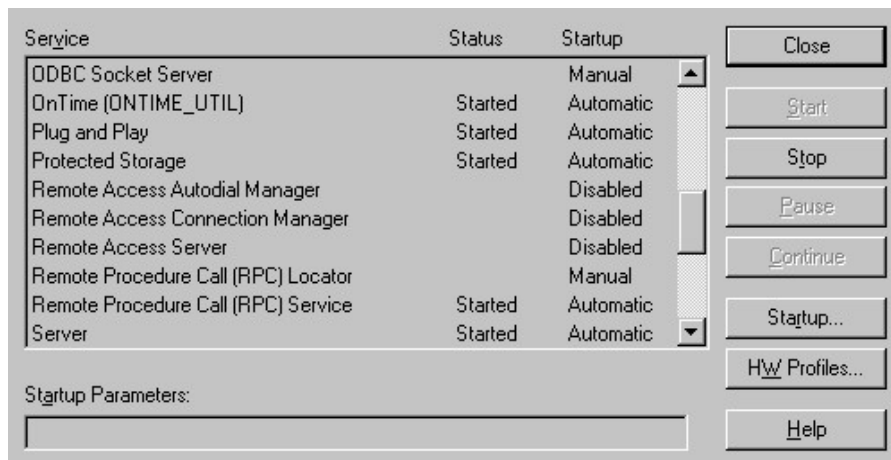 Service Status Startup
ODBC Socket Server Manual
OnTime (ONTIME_UTIL) Started Automatic
Plug and Play Started Automatic
Protected Storage Started Automatic
Remote Access Autodial Manager Disabled
Remote Access Connection Manager Disabled
Remote Access Server Disabled
Remote Procedure Call (RPC) Locator Manual
Remote Procedure Call (RPC) Service Started Automatic
Server Started Automatic
Startup Parameters:
Close
Start
Stop
Pause
Continue
Startup...
HW Profiles...
Help